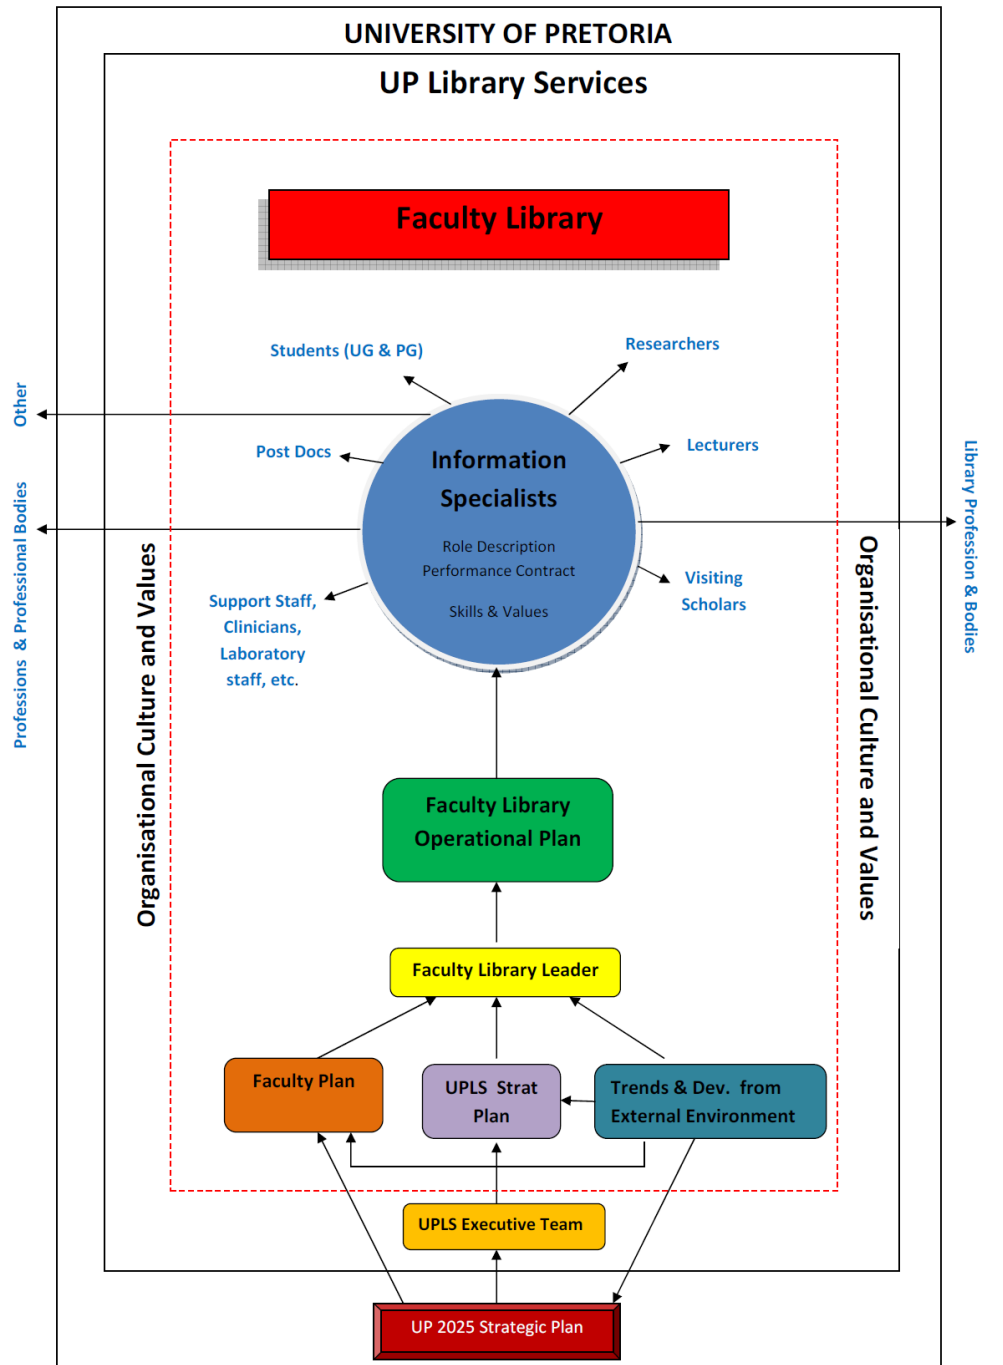 UNIVERSITY OF PRETORIA
UP Library Services
Faculty Library
Students (UG & PG)
Researchers
Other
Post Docs
Lecturers
Information
Specialists
Role Description
Performance Contract
Skills & Values
Professions & Professional Bodies
Library Profession & Bodies
Support Staff,
Clinicians,
Laboratory
staff, etc.
Visiting
Scholars
Organisational Culture and Values
Organisational Culture and Values
Faculty Library
Operational Plan
Faculty Library Leader
Faculty Plan
UPLS Strat
Plan
Trends & Dev. from
External Environment
UPLS Executive Team
UP 2025 Strategic Plan